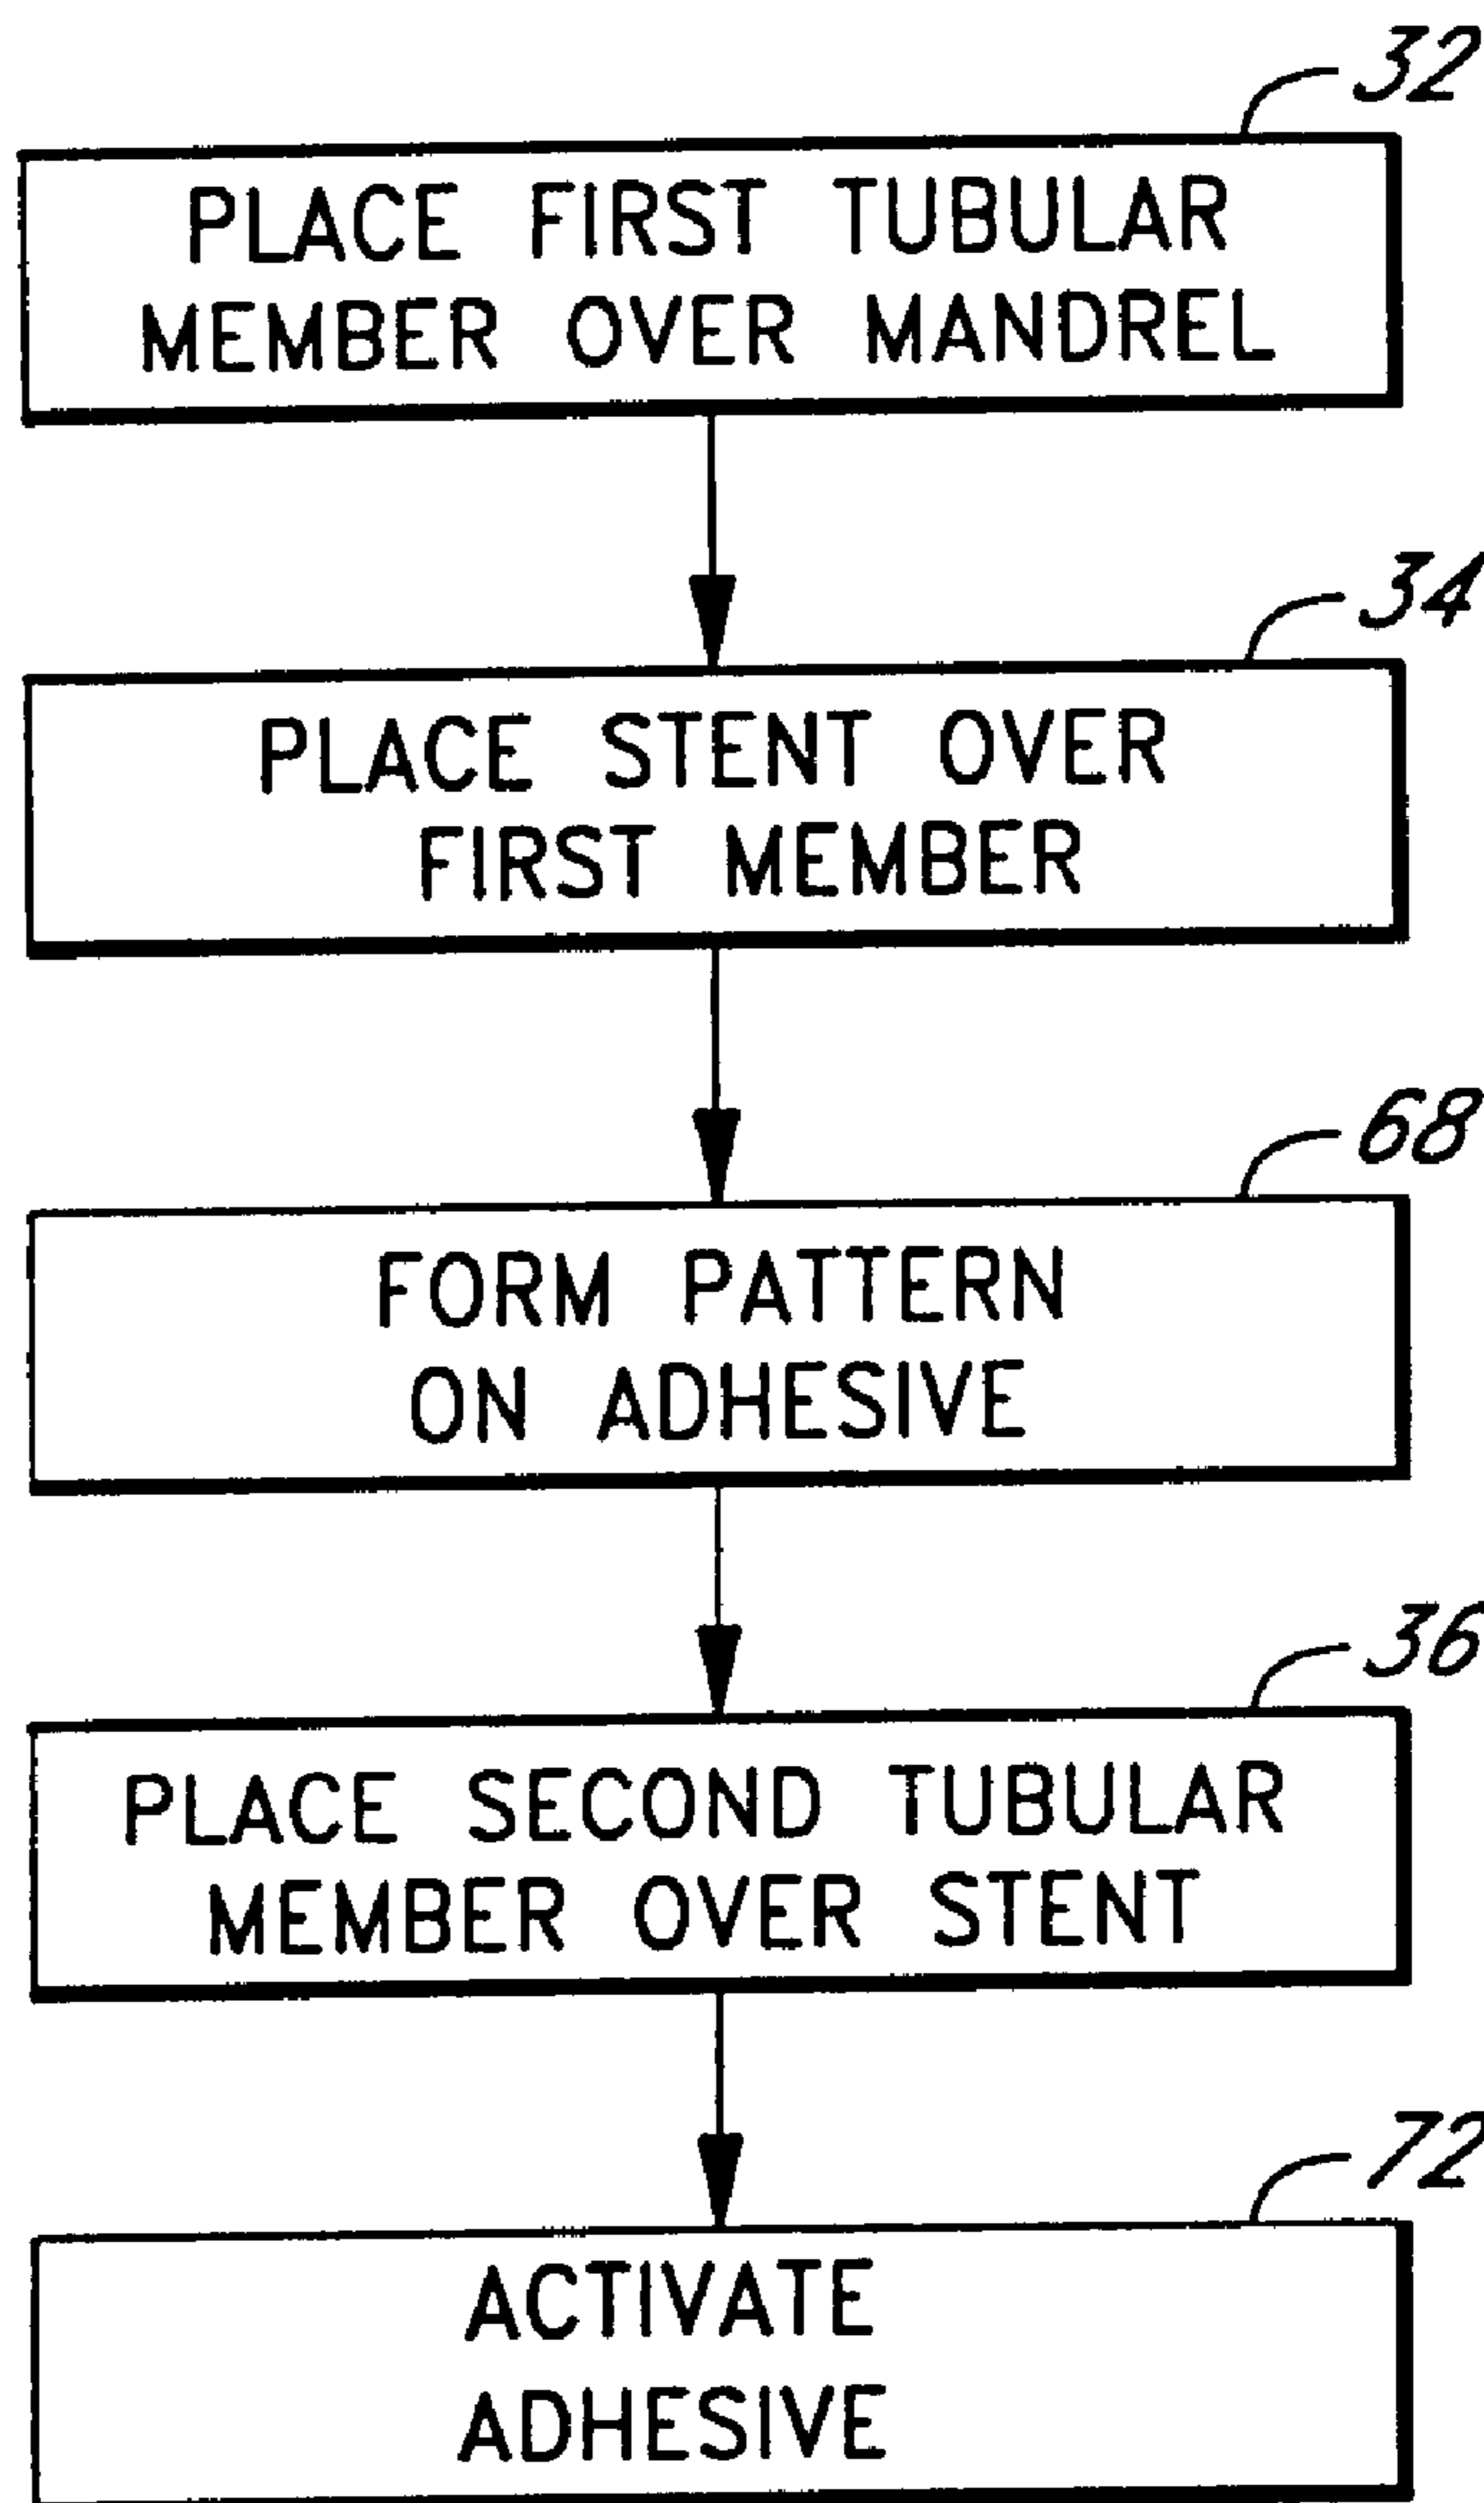 32
PLACE FIRST TUBULAR
MEMBER OVER MANDREL
34
PLACE STENT OVER
FIRST MEMBER
68
FORM PATTERN
ON ADHESIVE
36
PLACE SECOND TUBULAR
MEMBER OVER STENT
72
ACTIVATE
ADHESIVE